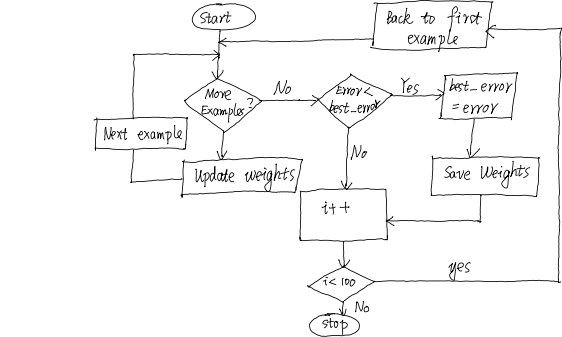 Start
Back to first
example
More
Examples?
No
Error<
best_error
Yes
best_error
= error
Next example
Update weights
No
Save Weights
i++
i<100
yes
No
stop